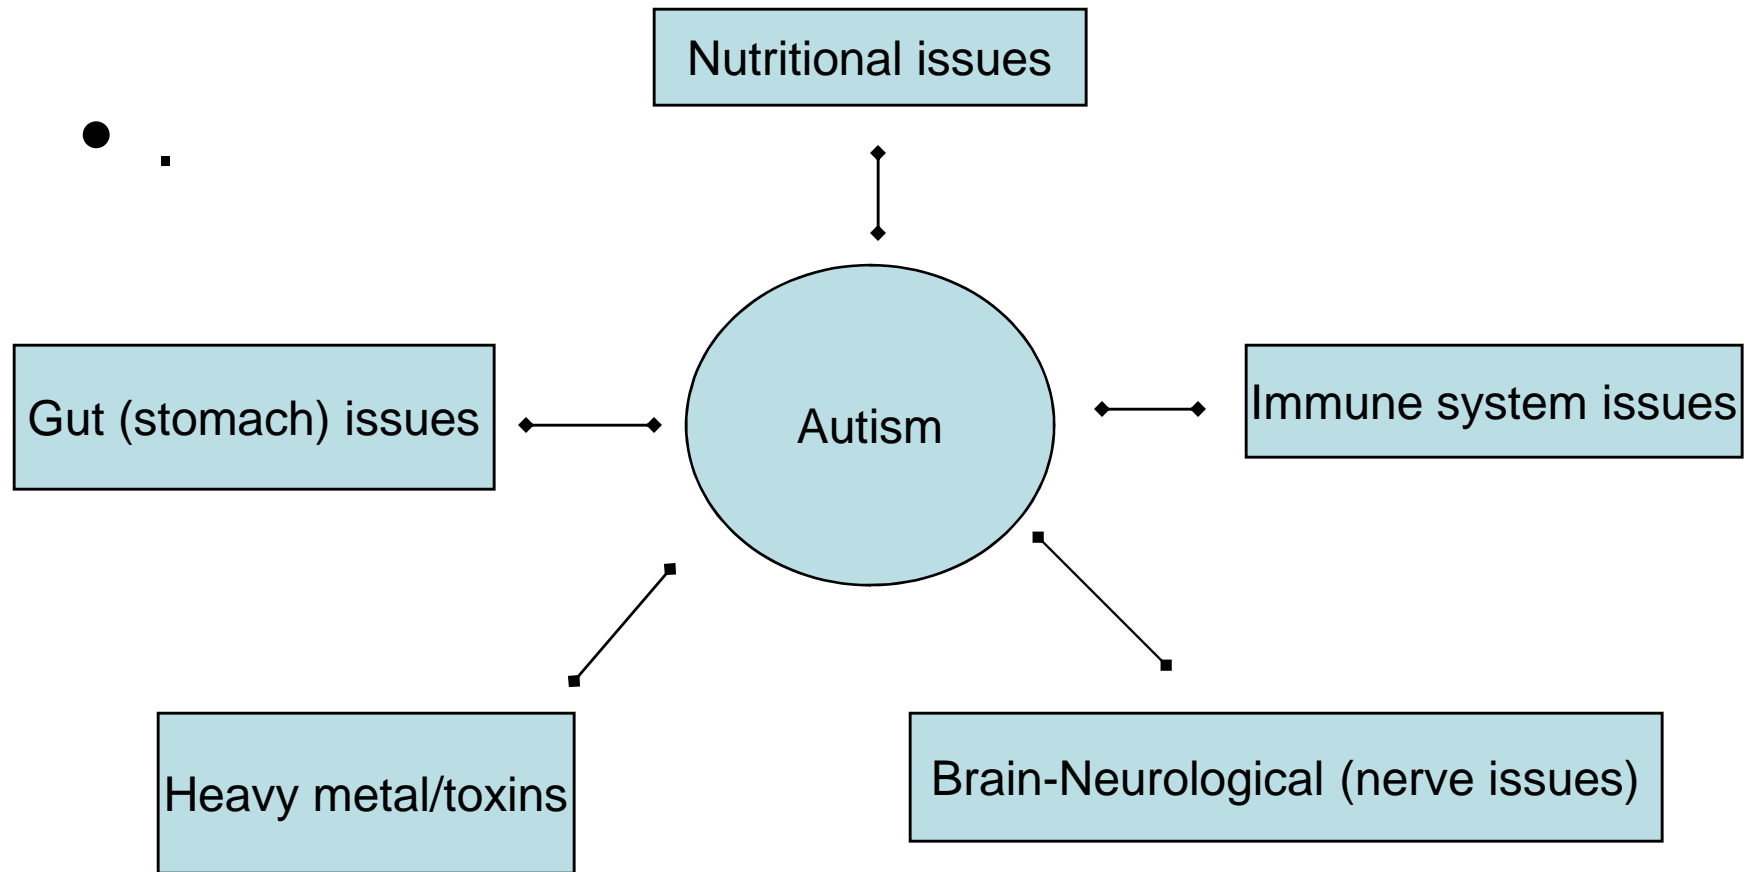 Nutritional issues
Gut (stomach) issues
Autism
Immune system issues
Heavy metal/toxins
Brain-Neurological (nerve issues)